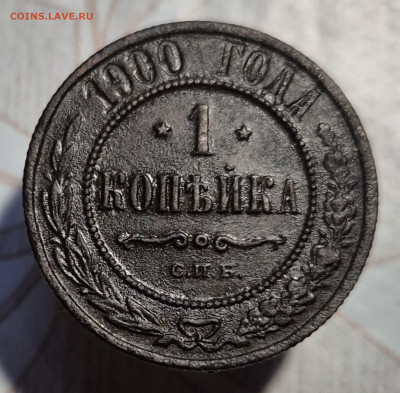 COINS.LAVE.RU
1900 ГОДА
1
КОПѢЙКА
С.П.Б.